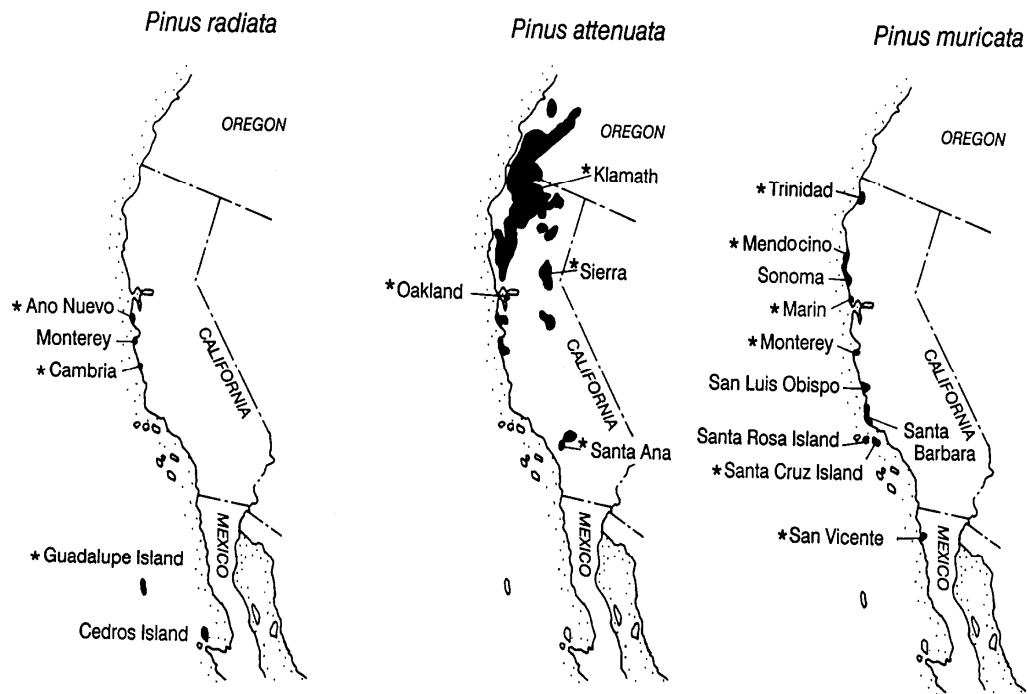 Pinus radiata
OREGON
* Ano Nuevo
Monterey
* Cambria
CALIFORNIA
MEXICO
* Guadalupe Island
Cedros Island
Pinus attenuata
OREGON
* Klamath
* Sierra
* Oakland
CALIFORNIA
* Santa Ana
MEXICO
Pinus muricata
OREGON
* Trinidad
* Mendocino
Sonoma
* Marin
* Monterey
San Luis Obispo
CALIFORNIA
Santa
Barbara
Santa Rosa Island
* Santa Cruz Island
* San Vicente
MEXICO